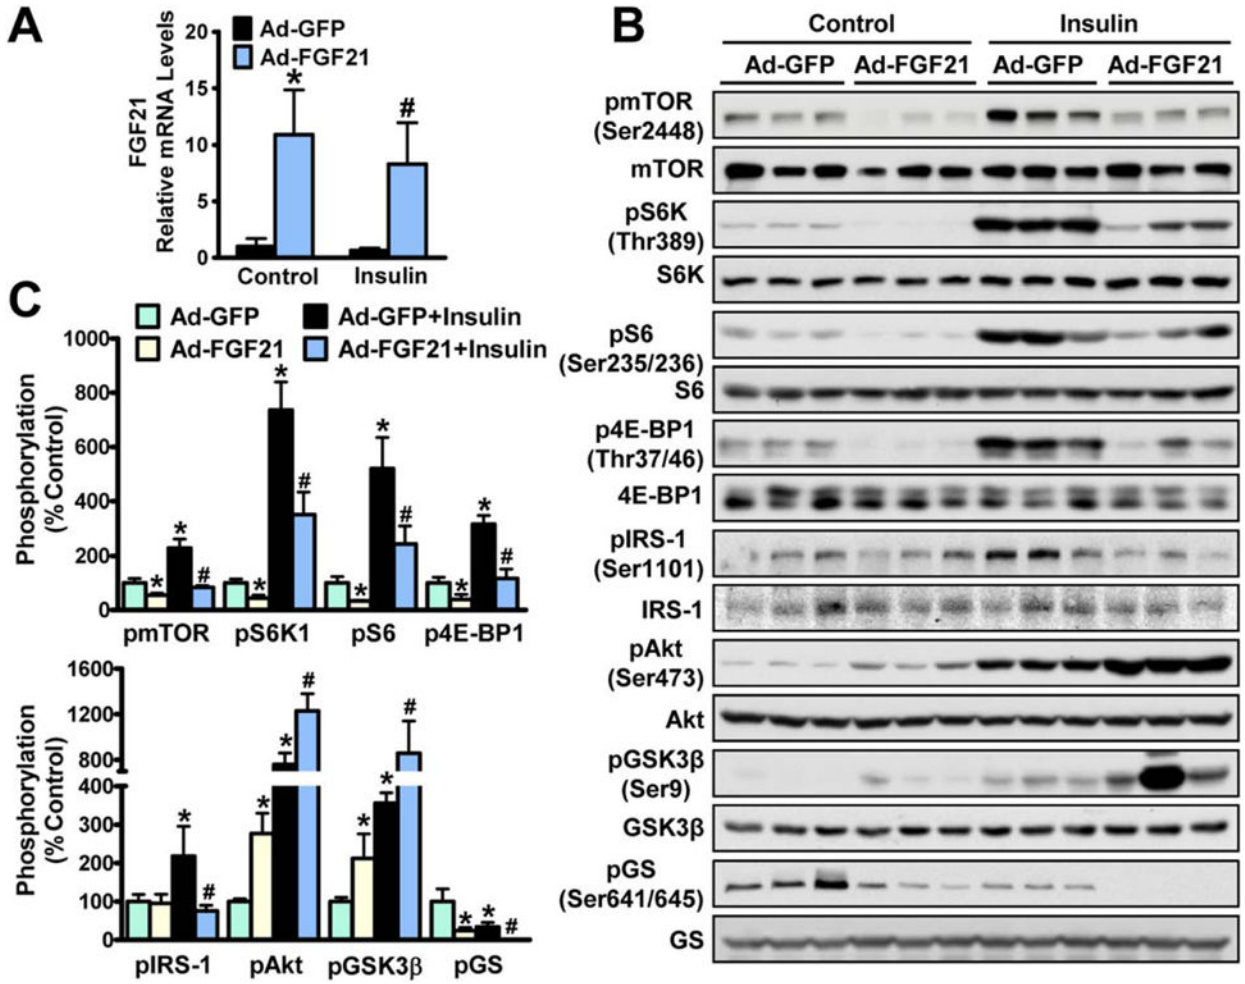 A
FGF21
Relative mRNA Levels
20
15
10
5
0
Ad-GFP
Ad-FGF21
*
#
Control
Insulin
B
Control
Insulin
Ad-GFP
Ad-FGF21
Ad-GFP
Ad-FGF21
pmTOR
(Ser2448)
mTOR
pS6K
(Thr389)
S6K
pS6
(Ser235/236)
S6
p4E-BP1
(Thr37/46)
4E-BP1
pIRS-1
(Ser1101)
IRS-1
pAkt
(Ser473)
Akt
pGSK3β
(Ser9)
GSK3β
pGS
(Ser641/645)
GS
C
Ad-GFP
Ad-FGF21
Ad-GFP+Insulin
Ad-FGF21+Insulin
Phosphorylation
(% Control)
1000
800
600
400
200
0
* * #
* * #
* * #
* * #
pmTOR
pS6K1
pS6
p4E-BP1
Phosphorylation
(% Control)
1600
1200
800
400
300
200
100
0
* #
* * #
* * #
* * #
pIRS-1
pAkt
pGSK3β
pGS